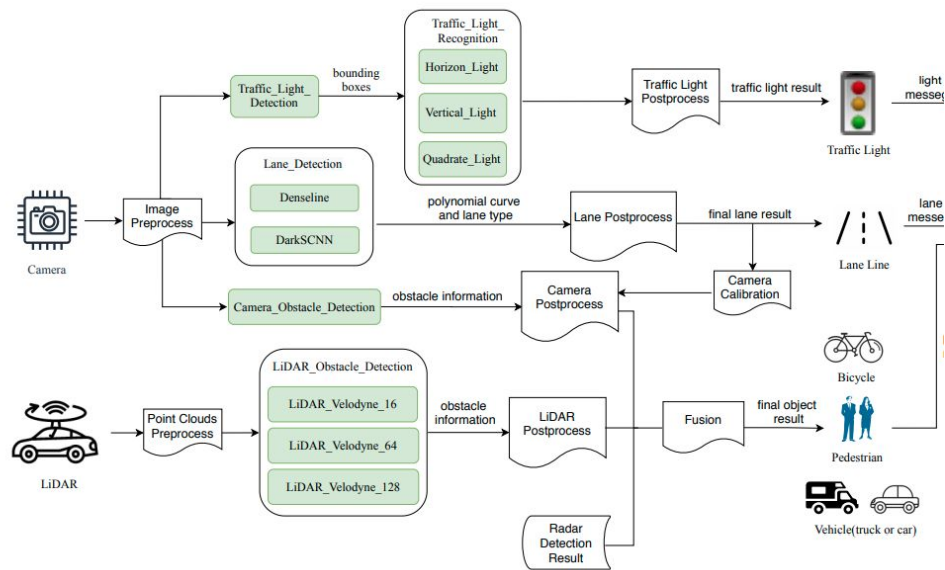 Traffic_Light_
Recognition
Horizon_Light
Vertical_Light
Quadrate_Light
Traffic_Light_
Detection
bounding
boxes
Traffic Light
Postprocess
traffic light result
Traffic Light
light
messeg
Lane_Detection
Denseline
DarkSCNN
Image
Preprocess
Camera
polynomial curve
and lane type
Lane Postprocess
final lane result
Lane Line
lane
messe
Camera
Calibration
Camera_Obstacle_Detection
obstacle information
Camera
Postprocess
Bicycle
LiDAR_Obstacle_Detection
LiDAR_Velodyne_16
LiDAR_Velodyne_64
LiDAR_Velodyne_128
Point Clouds
Preprocess
LiDAR
obstacle
information
LiDAR
Postprocess
Fusion
final object
result
Pedestrian
Vehicle(truck or car)
Radar
Detection
Result